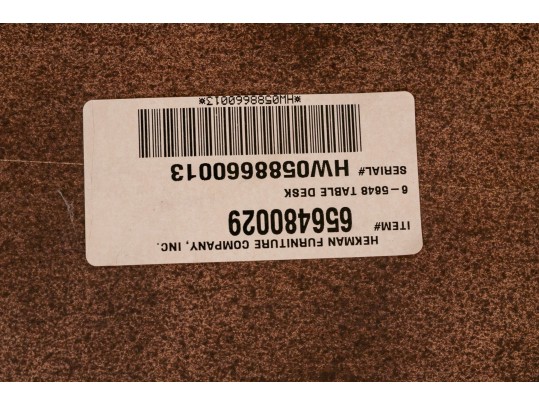 HEKMAN FURNITURE COMPANY, INC.
ITEM# 656480029
6-5648 TABLE DESK
SERIAL# HW0588660013
*HW0588660013*